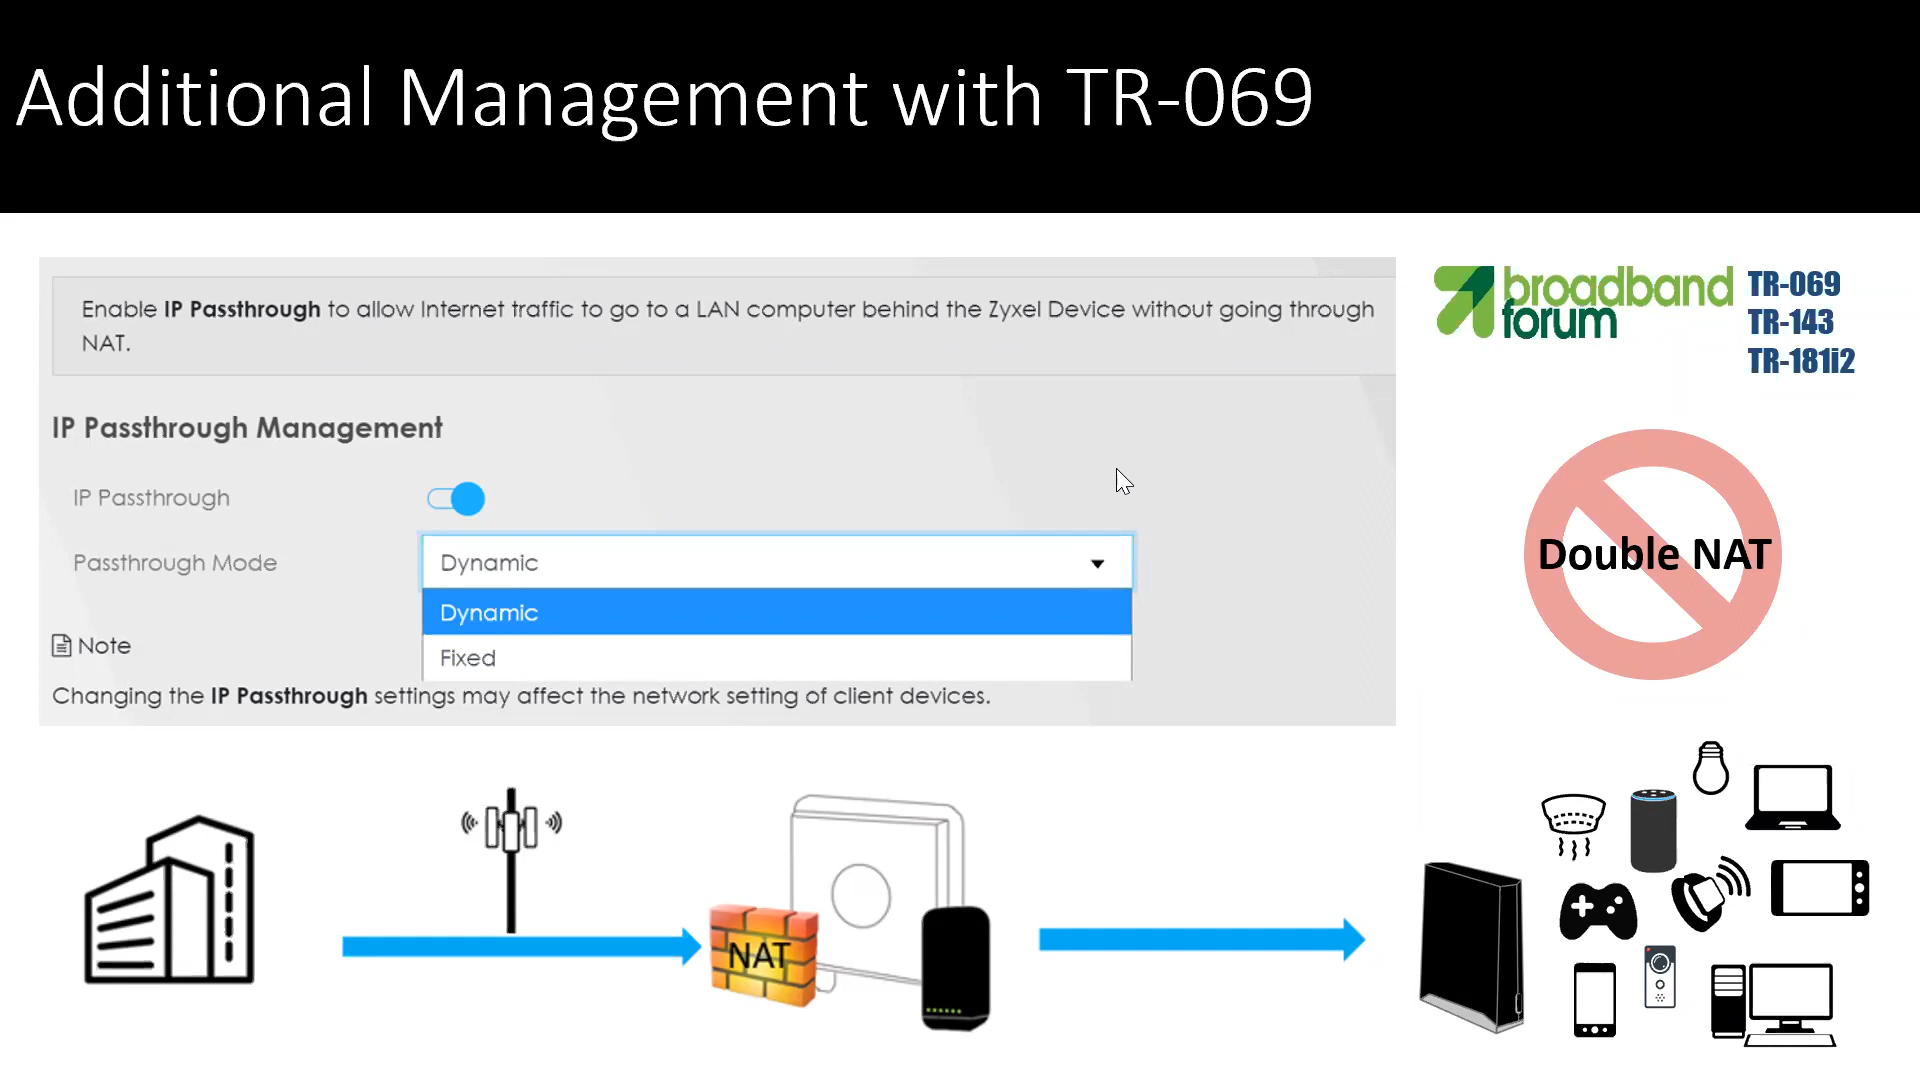 Additional Management with TR-069
Enable IP Passthrough to allow Internet traffic to go to a LAN computer behind the Zyxel Device without going through
NAT.
IP Passthrough Management
IP Passthrough
Passthrough Mode
Dynamic
Dynamic
Fixed
Note
Changing the IP Passthrough settings may affect the network setting of client devices.
broadband
forum
TR-069
TR-143
TR-181i2
Double NAT
NAT